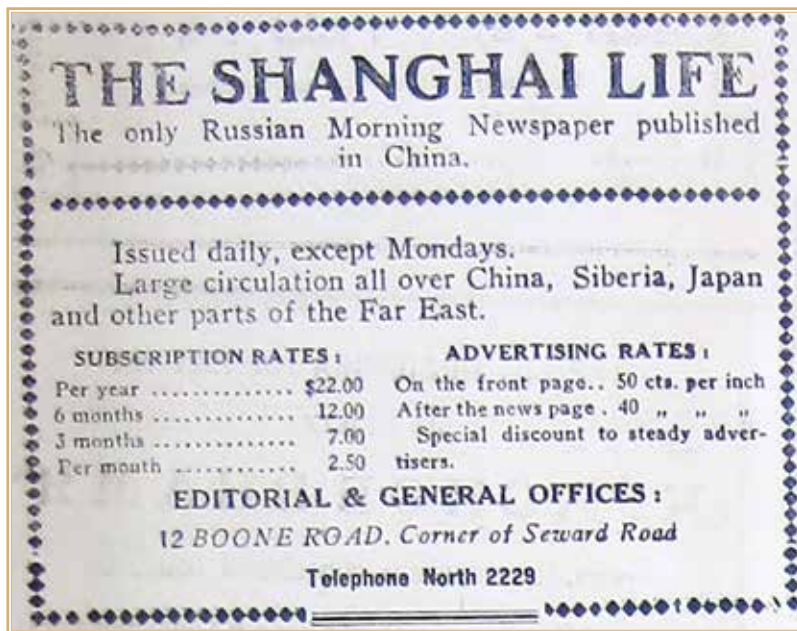 THE SHANGHAI LIFE
The only Russian Morning Newspaper published
in China.
Issued daily, except Mondays.
Large circulation all over China, Siberia, Japan
and other parts of the Far East.
SUBSCRIPTION RATES:
Per year .............. $22.00
6 months .............. 12.00
3 months .............. 7.00
Per month ............ 2.50
ADVERTISING RATES:
On the front page.. 50 cts. per inch
After the news page . 40 „ „ „
Special discount to steady adver-
tisers.
EDITORIAL & GENERAL OFFICES:
12 BOONE ROAD, Corner of Seward Road
Telephone North 2229